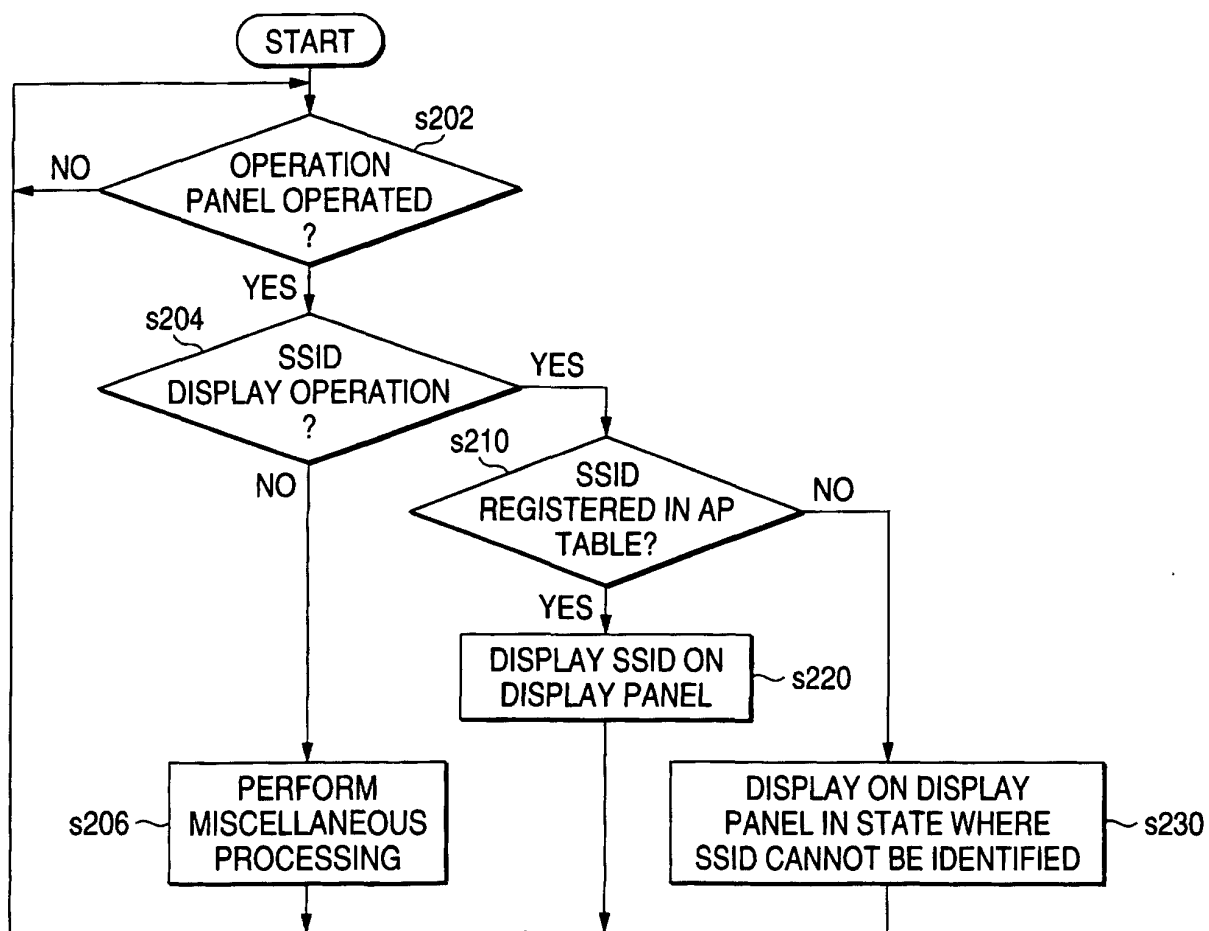 START
s202
NO
OPERATION
PANEL OPERATED
?
YES
s204
SSID
DISPLAY OPERATION
?
YES
NO
s210
SSID
REGISTERED IN AP
TABLE?
NO
YES
DISPLAY SSID ON
DISPLAY PANEL
s220
s206
PERFORM
MISCELLANEOUS
PROCESSING
DISPLAY ON DISPLAY
PANEL IN STATE WHERE
SSID CANNOT BE IDENTIFIED
s230